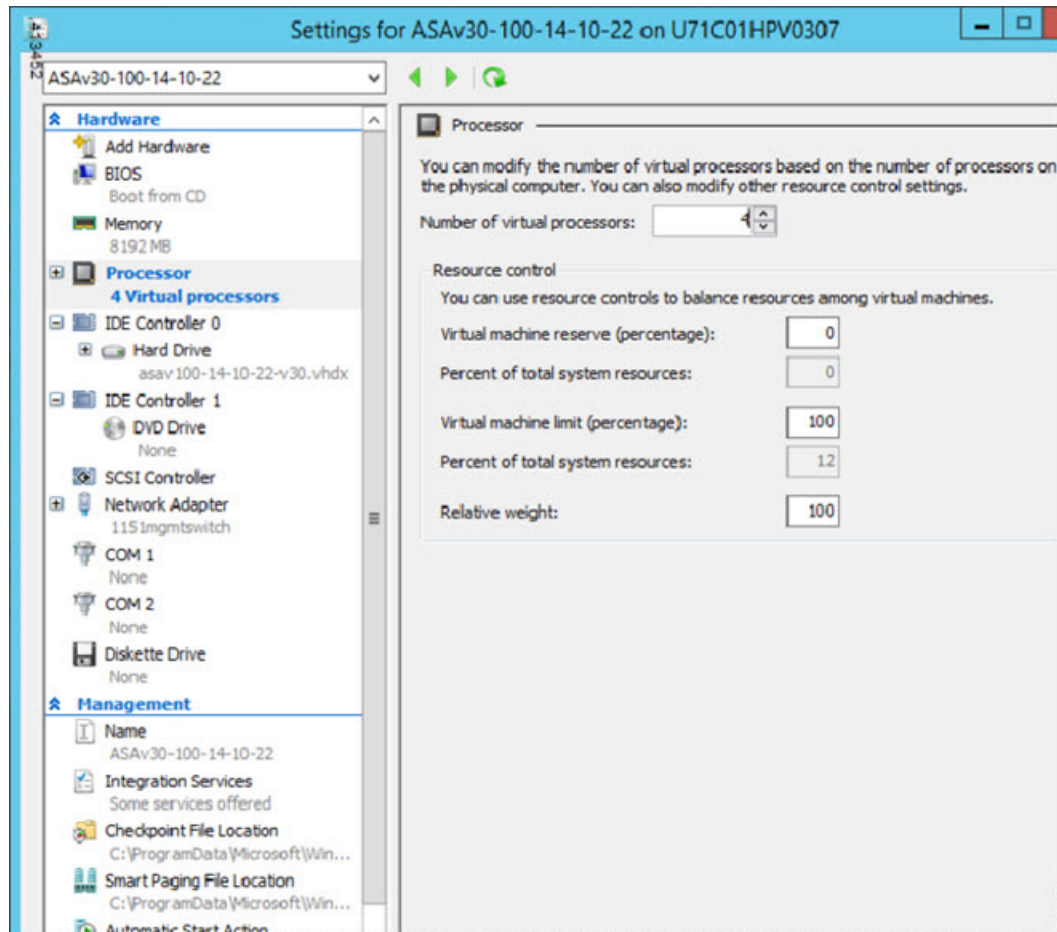 Settings for ASAv30-100-14-10-22 on U71C01HPV0307
413452
ASAv30-100-14-10-22
Hardware
Add Hardware
BIOS
Boot from CD
Memory
8192 MB
Processor
4 Virtual processors
IDE Controller 0
Hard Drive
asav100-14-10-22-v30.vhdx
IDE Controller 1
DVD Drive
None
SCSI Controller
Network Adapter
1151mgmtswitch
COM 1
None
COM 2
None
Diskette Drive
None
Management
Name
ASAv30-100-14-10-22
Integration Services
Some services offered
Checkpoint File Location
C:\ProgramData\Microsoft\Win...
Smart Paging File Location
C:\ProgramData\Microsoft\Win...
Automatic Start Action
Processor
You can modify the number of virtual processors based on the number of processors on
the physical computer. You can also modify other resource control settings.
Number of virtual processors: 4
Resource control
You can use resource controls to balance resources among virtual machines.
Virtual machine reserve (percentage): 0
Percent of total system resources: 0
Virtual machine limit (percentage): 100
Percent of total system resources: 12
Relative weight: 100